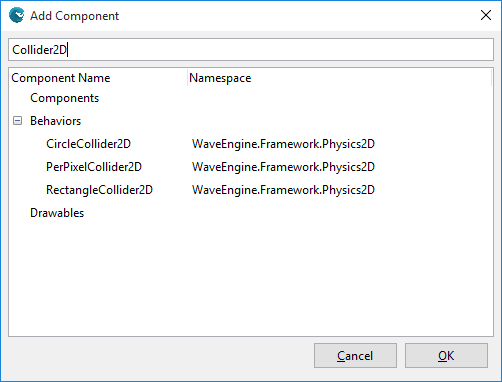 Add Component
Collider2D
Component Name Namespace
Components
Behaviors
CircleCollider2D WaveEngine.Framework.Physics2D
PerPixelCollider2D WaveEngine.Framework.Physics2D
RectangleCollider2D WaveEngine.Framework.Physics2D
Drawables
Cancel OK